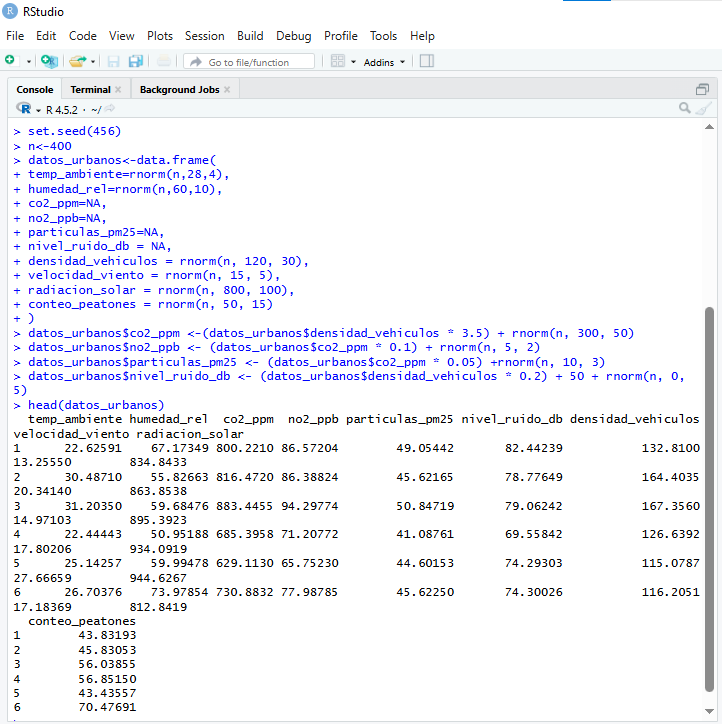 RStudio
File Edit Code View Plots Session Build Debug Profile Tools Help
Go to file/function Addins
Console Terminal Background Jobs
R 4.5.2 · ~/
> set.seed(456)
> n<-400
> datos_urbanos<-data.frame(
+ temp_ambiente=rnorm(n,28,4),
+ humedad_rel=rnorm(n,60,10),
+ co2_ppm=NA,
+ no2_ppb=NA,
+ particulas_pm25=NA,
+ nivel_ruido_db = NA,
+ densidad_vehiculos = rnorm(n, 120, 30),
+ velocidad_viento = rnorm(n, 15, 5),
+ radiacion_solar = rnorm(n, 800, 100),
+ conteo_peatones = rnorm(n, 50, 15)
+ )
> datos_urbanos$co2_ppm <-(datos_urbanos$densidad_vehiculos * 3.5) + rnorm(n, 300, 50)
> datos_urbanos$no2_ppb <- (datos_urbanos$co2_ppm * 0.1) + rnorm(n, 5, 2)
> datos_urbanos$particulas_pm25 <- (datos_urbanos$co2_ppm * 0.05) +rnorm(n, 10, 3)
> datos_urbanos$nivel_ruido_db <- (datos_urbanos$densidad_vehiculos * 0.2) + 50 + rnorm(n, 0,
5)
> head(datos_urbanos)
temp_ambiente humedad_rel co2_ppm no2_ppb particulas_pm25 nivel_ruido_db densidad_vehiculos
velocidad_viento radiacion_solar
1 22.62591 67.17349 800.2210 86.57204 49.05442 82.44239 132.8100
13.25550 834.8433
2 30.48710 55.82663 816.4720 86.38824 45.62165 78.77649 164.4035
20.34140 863.8538
3 31.20350 59.68476 883.4455 94.29774 50.84719 79.06242 167.3560
14.97103 895.3923
4 22.44443 50.95188 685.3958 71.20772 41.08761 69.55842 126.6392
17.80206 934.0919
5 25.14257 59.99478 629.1130 65.75230 44.60153 74.29303 115.0787
27.66659 944.6267
6 26.70376 73.97854 730.8832 77.98785 45.62250 74.30026 116.2051
17.18369 812.8419
conteo_peatones
1 43.83193
2 45.83053
3 56.03855
4 56.85150
5 43.43557
6 70.47691